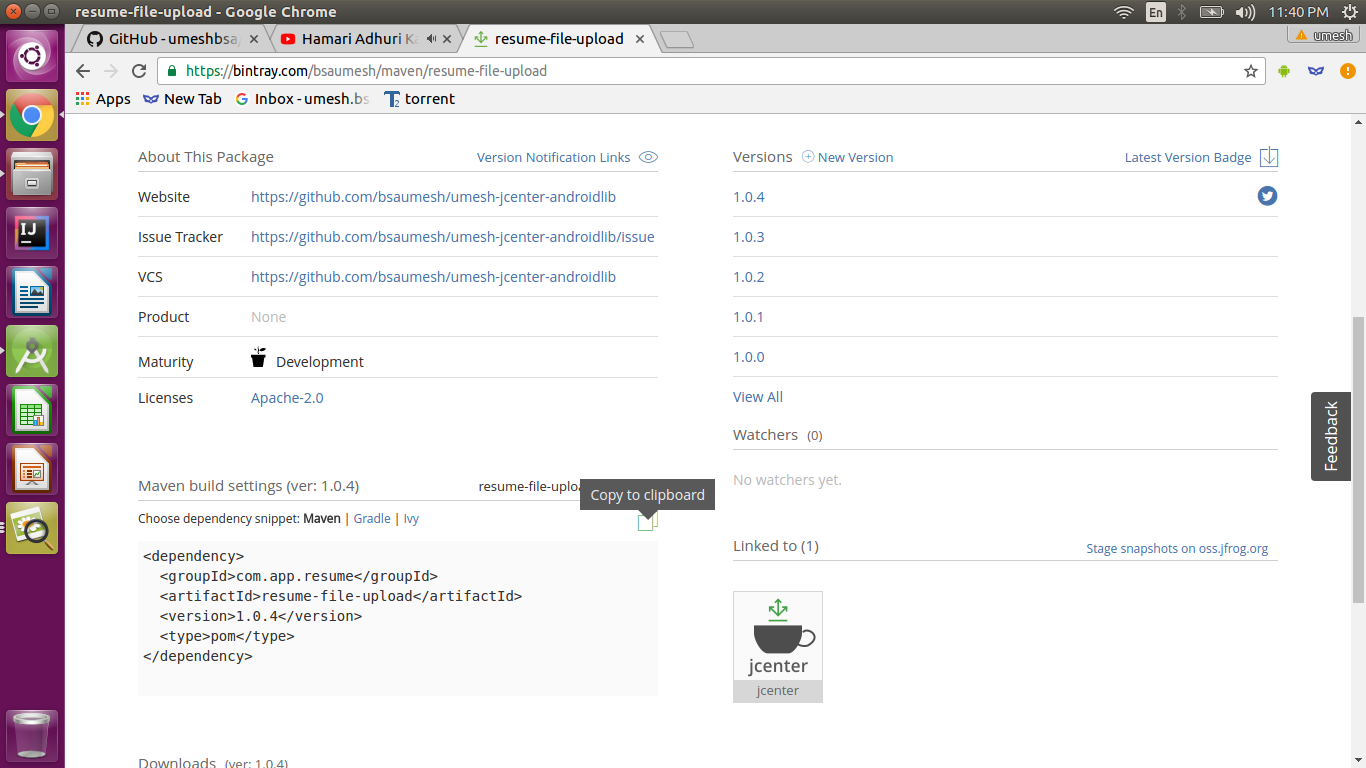 resume-file-upload - Google Chrome
En
11:40 PM
GitHub - umeshbsa
Hamari Adhuri Ka
resume-file-upload
umesh
https://bintray.com/bsaumesh/maven/resume-file-upload
Apps
New Tab
Inbox - umesh.bs
torrent
About This Package
Version Notification Links
Website
https://github.com/bsaumesh/umesh-jcenter-androidlib
Issue Tracker
https://github.com/bsaumesh/umesh-jcenter-androidlib/issue
VCS
https://github.com/bsaumesh/umesh-jcenter-androidlib
Product
None
Maturity
Development
Licenses
Apache-2.0
Versions
New Version
Latest Version Badge
1.0.4
1.0.3
1.0.2
1.0.1
1.0.0
View All
Watchers (0)
No watchers yet.
Feedback
Maven build settings (ver: 1.0.4)
resume-file-uploa
Copy to clipboard
Choose dependency snippet: Maven | Gradle | Ivy
<dependency>
  <groupId>com.app.resume</groupId>
  <artifactId>resume-file-upload</artifactId>
  <version>1.0.4</version>
  <type>pom</type>
</dependency>
Linked to (1)
Stage snapshots on oss.jfrog.org
jcenter
jcenter
Downloads (ver: 1.0.4)